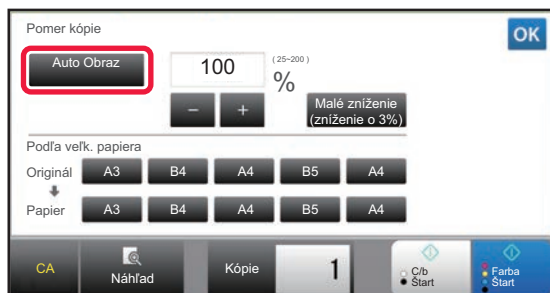 Pomer kópie
OK
Auto Obraz
100
(25~200)
%
−
+
Malé zníženie
(zníženie o 3%)
Podľa veľk. papiera
Originál A3 B4 A4 B5 A4
Papier A3 B4 A4 B5 A4
CA
Náhľad
Kópie
1
C/b
Štart
Farba
Štart